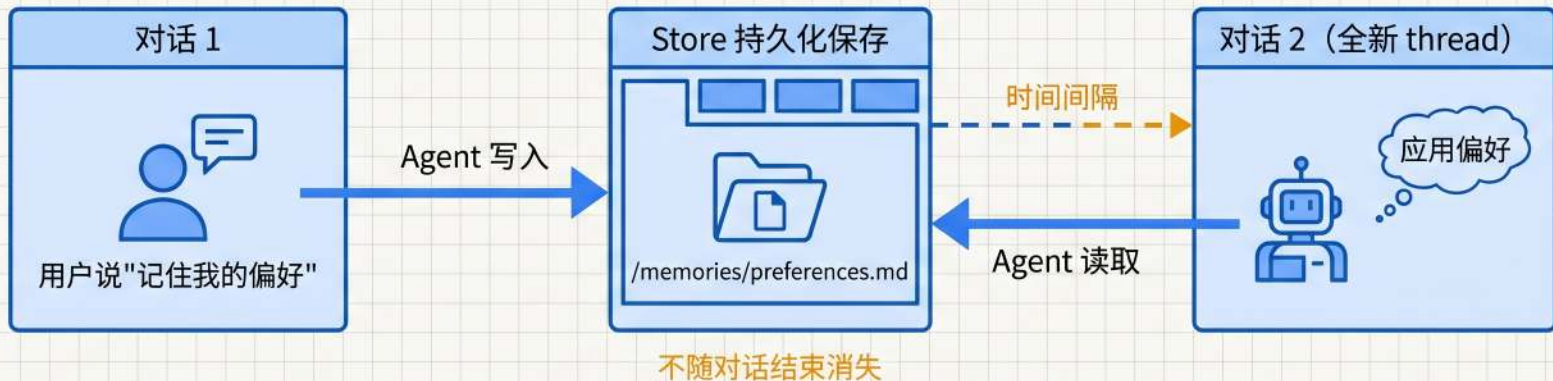 对话 1
用户说"记住我的偏好"
Agent 写入
Store 持久化保存
/memories/preferences.md
不随对话结束消失
时间间隔
Agent 读取
对话 2（全新 thread）
应用偏好